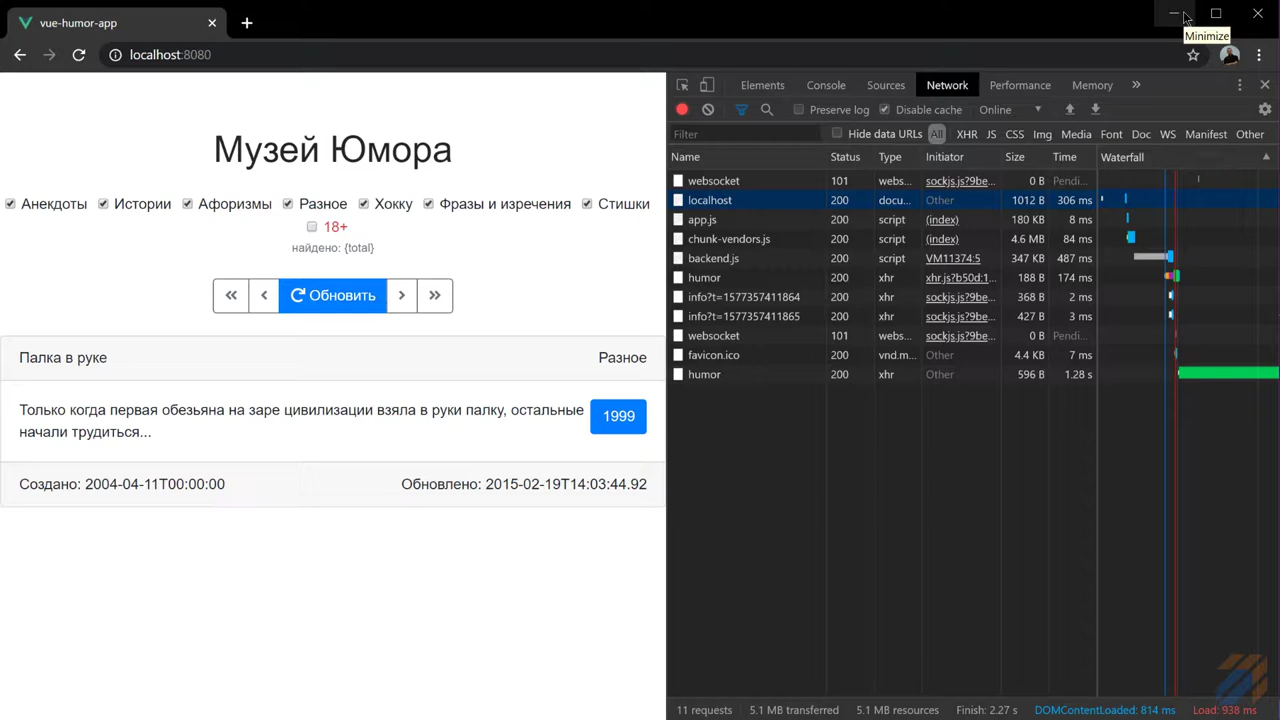 vue-humor-app
Minimize
localhost:8080
Elements Console Sources Network Performance Memory
Preserve log Disable cache Online
Filter Hide data URLs All XHR JS CSS Img Media Font Doc WS Manifest Other
Name Status Type Initiator Size Time Waterfall
websocket 101 webs... sockjs.js?9be... 0 B Pendi...
localhost 200 docu... Other 1012 B 306 ms
app.js 200 script (index) 180 KB 8 ms
chunk-vendors.js 200 script (index) 4.6 MB 84 ms
backend.js 200 script VM11374:5 347 KB 487 ms
humor 200 xhr xhr.js?b50d:1... 188 B 174 ms
info?t=1577357411864 200 xhr sockjs.js?9be... 368 B 2 ms
info?t=1577357411865 200 xhr sockjs.js?9be... 427 B 3 ms
websocket 101 webs... sockjs.js?9be... 0 B Pendi...
favicon.ico 200 vnd.m... Other 4.4 KB 7 ms
humor 200 xhr Other 596 B 1.28 s
11 requests 5.1 MB transferred 5.1 MB resources Finish: 2.27 s DOMContentLoaded: 814 ms Load: 938 ms
Музей Юмора
Анекдоты Истории Афоризмы Разное Хокку Фразы и изречения Стишки
18+
найдено: {total}
Обновить
Палка в руке Разное
Только когда первая обезьяна на заре цивилизации взяла в руки палку, остальные
начали трудиться...
1999
Создано: 2004-04-11T00:00:00 Обновлено: 2015-02-19T14:03:44.92